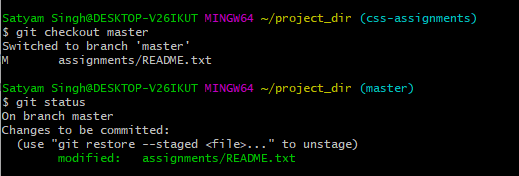 Satyam Singh@DESKTOP-V26IKUT MINGW64 ~/project_dir (css-assignments)
$ git checkout master
Switched to branch 'master'
M       assignments/README.txt
Satyam Singh@DESKTOP-V26IKUT MINGW64 ~/project_dir (master)
$ git status
On branch master
Changes to be committed:
  (use "git restore --staged <file>..." to unstage)
        modified:   assignments/README.txt